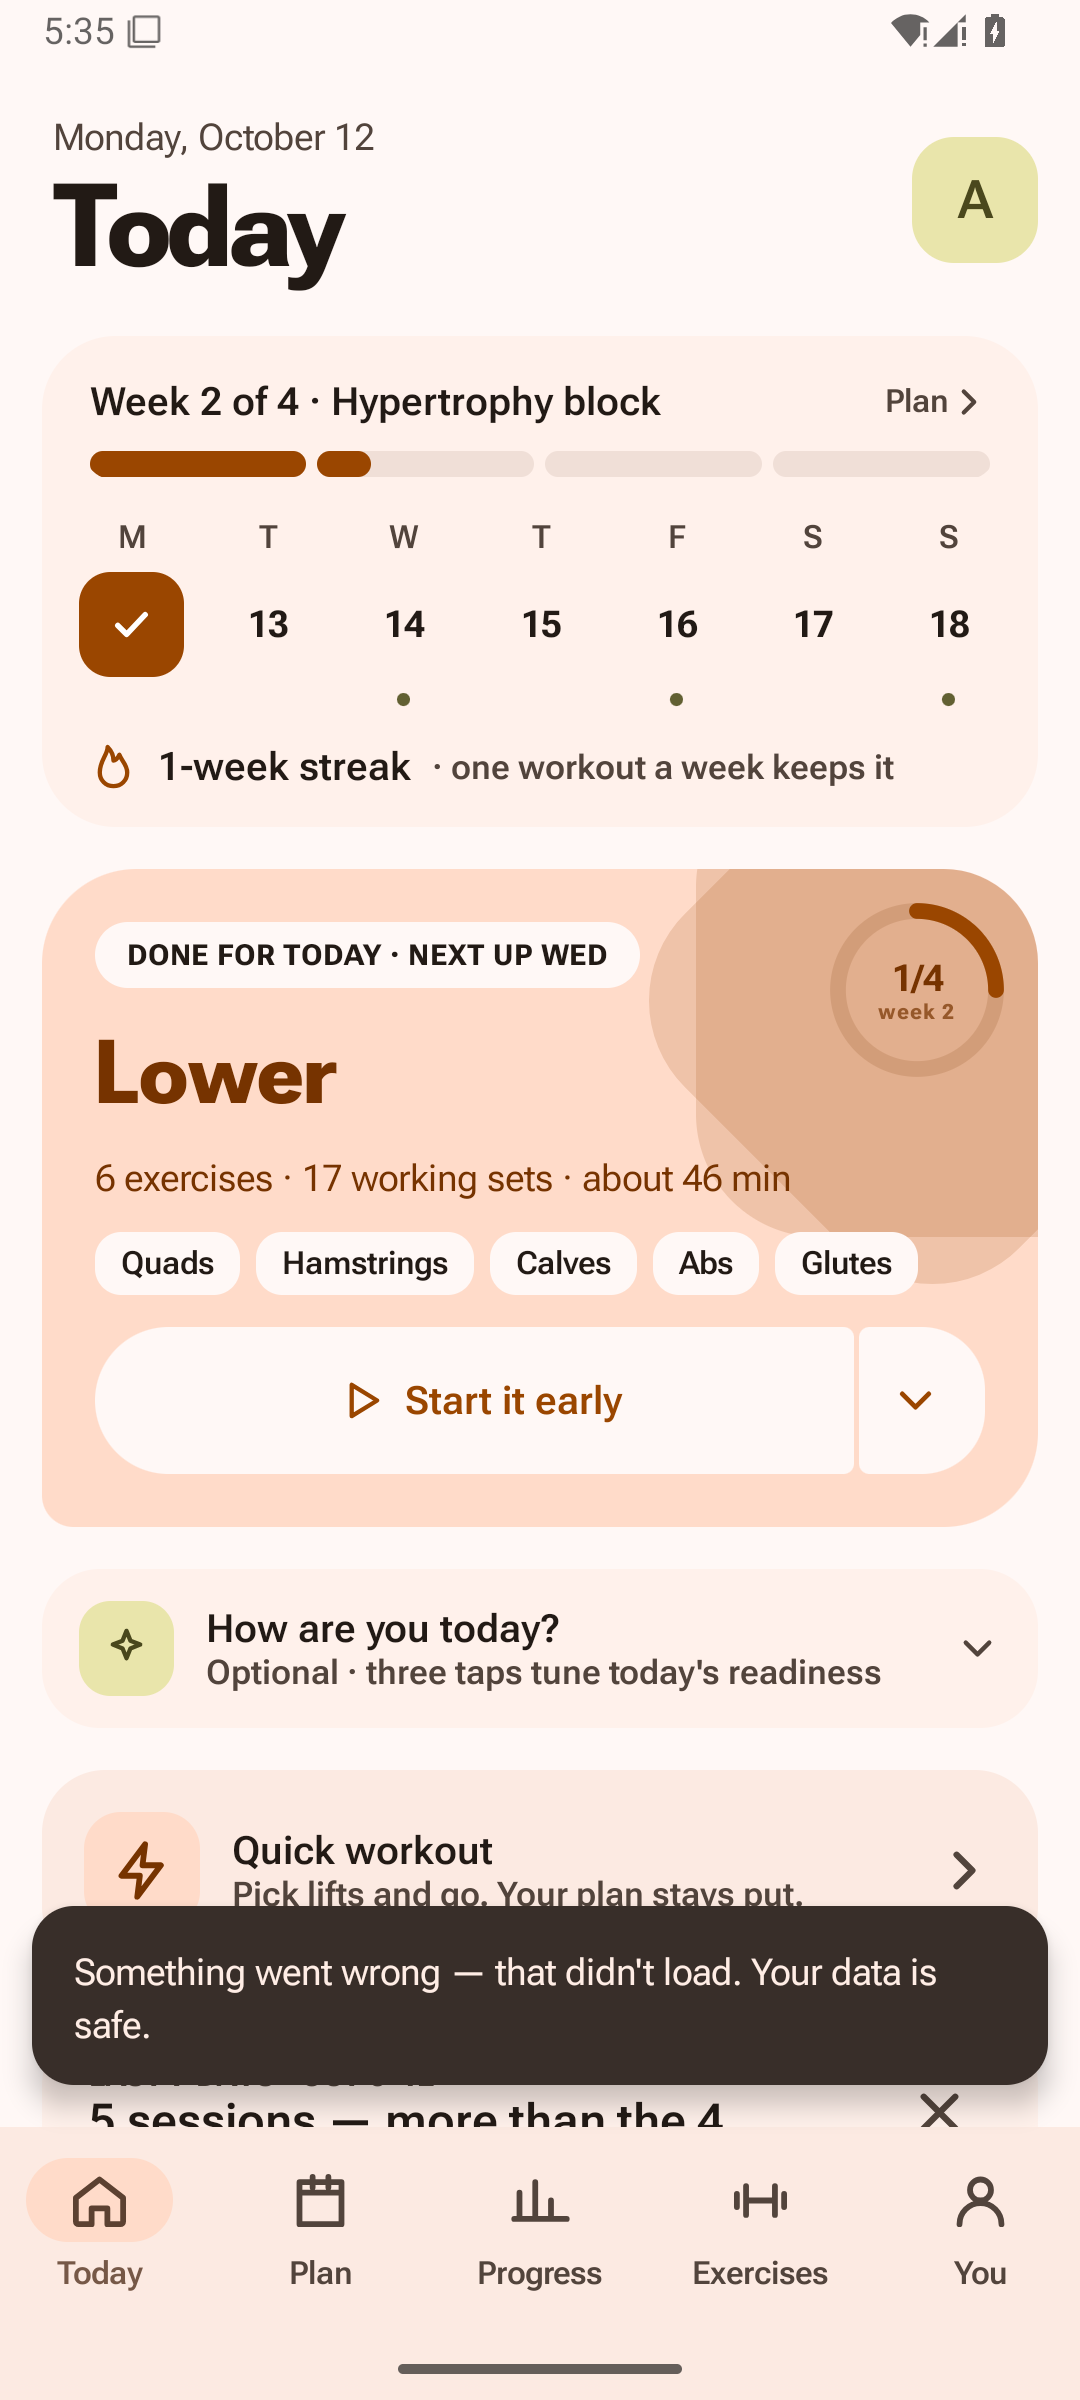 5:35
Monday, October 12
Today
A
Week 2 of 4 · Hypertrophy block
Plan
M T W T F S S
13 14 15 16 17 18
1-week streak · one workout a week keeps it
DONE FOR TODAY · NEXT UP WED
1/4
week 2
Lower
6 exercises · 17 working sets · about 46 min
Quads Hamstrings Calves Abs Glutes
Start it early
How are you today?
Optional · three taps tune today's readiness
Quick workout
Pick lifts and go. Your plan stays put.
Something went wrong — that didn't load. Your data is
safe.
5 sessions — more than the 4
Today Plan Progress Exercises You